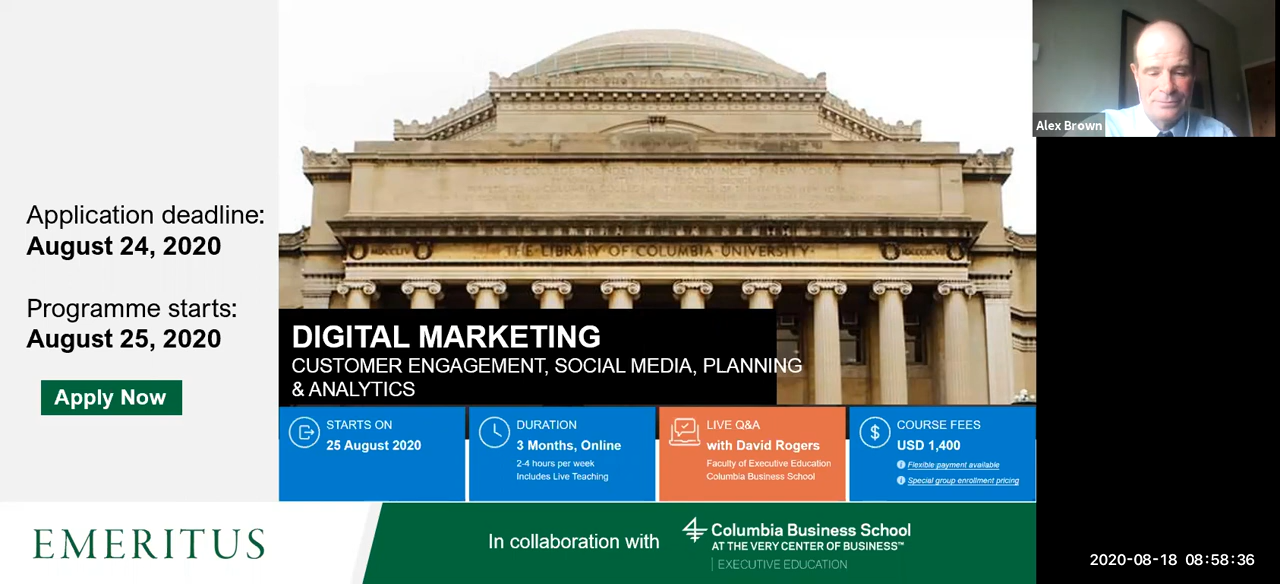 Application deadline:
August 24, 2020
Programme starts:
August 25, 2020
Apply Now
THE LIBRARY OF COLUMBIA UNIVERSITY
DIGITAL MARKETING
CUSTOMER ENGAGEMENT, SOCIAL MEDIA, PLANNING
& ANALYTICS
STARTS ON
25 August 2020
DURATION
3 Months, Online
2-4 hours per week
Includes Live Teaching
LIVE Q&A
with David Rogers
Faculty of Executive Education
Columbia Business School
COURSE FEES
USD 1,400
Flexible payment available
Special group enrollment pricing
EMERITUS
In collaboration with
Columbia Business School
AT THE VERY CENTER OF BUSINESS™
EXECUTIVE EDUCATION
Alex Brown
2020-08-18 08:58:36